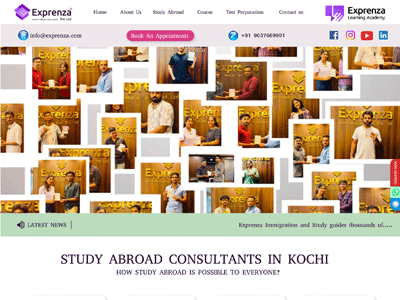 Exprenza
Pvt Ltd
Home About Us Study Abroad Course Test Preparation Contact us
Exprenza
Learning Academy
info@exprenza.com
Book An Appointment
+91 9037669901
LATEST NEWS
Exprenza Immigration and Study guides thousands of.....
STUDY ABROAD CONSULTANTS IN KOCHI
HOW STUDY ABROAD IS POSSIBLE TO EVERYONE?